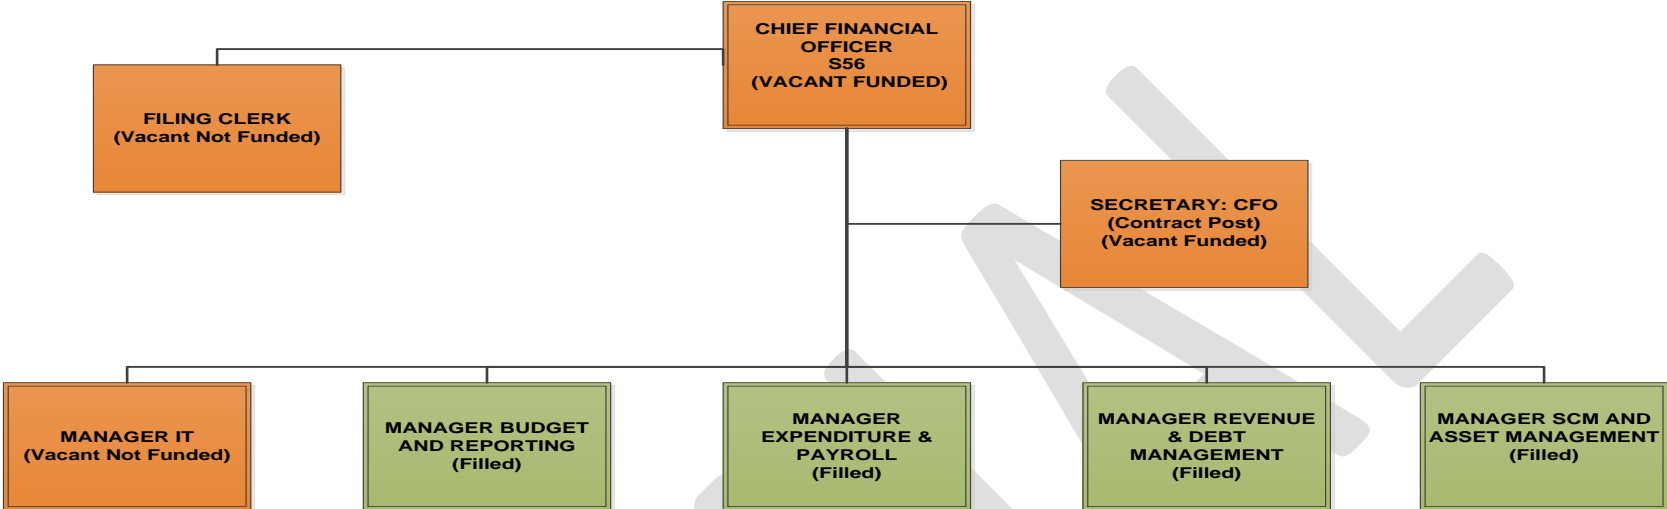 CHIEF FINANCIAL
OFFICER
S56
(VACANT FUNDED)
FILING CLERK
(Vacant Not Funded)
SECRETARY: CFO
(Contract Post)
(Vacant Funded)
MANAGER IT
(Vacant Not Funded)
MANAGER BUDGET
AND REPORTING
(Filled)
MANAGER
EXPENDITURE &
PAYROLL
(Filled)
MANAGER REVENUE
& DEBT
MANAGEMENT
(Filled)
MANAGER SCM AND
ASSET MANAGEMENT
(Filled)